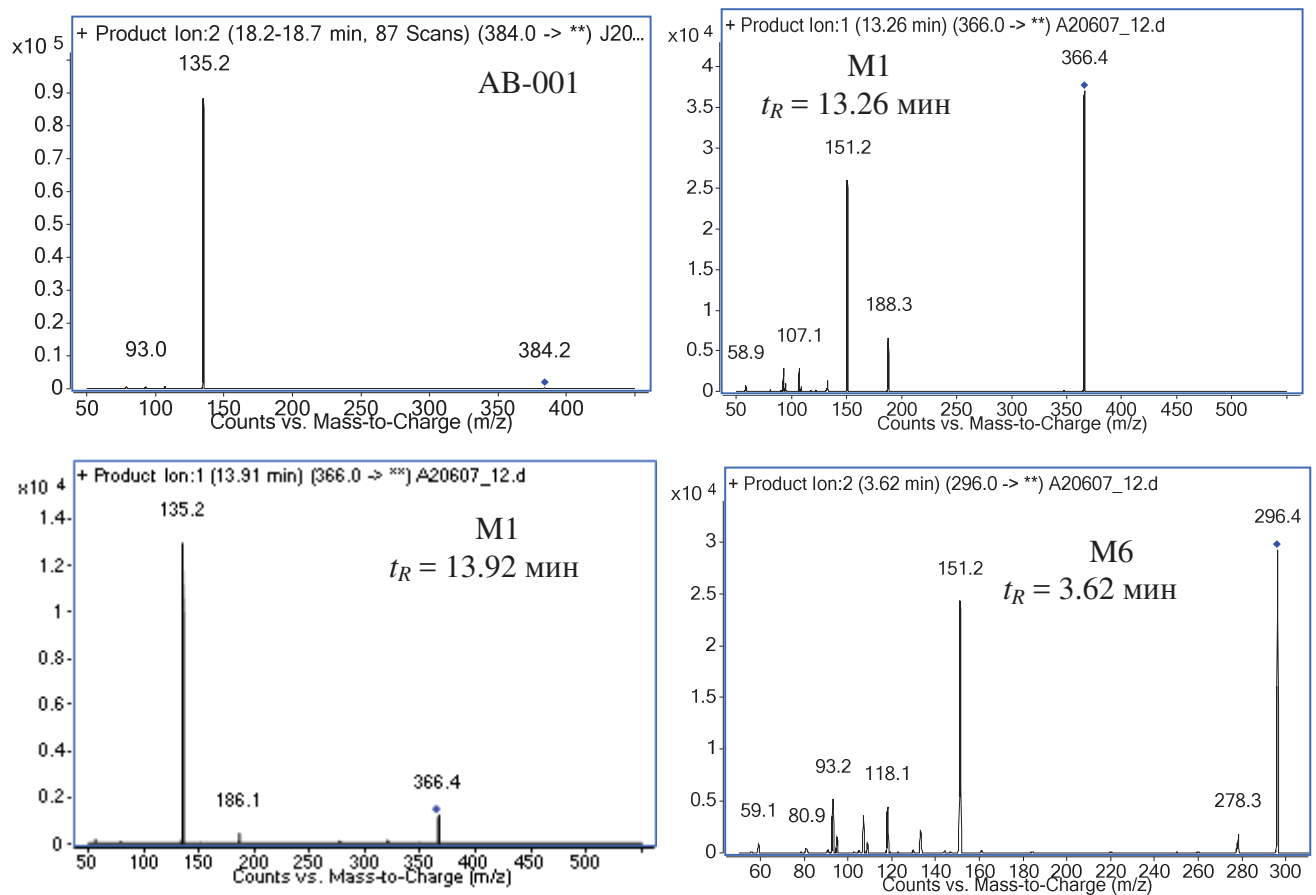 + Product Ion:2 (18.2-18.7 min, 87 Scans) (384.0 -> **) J20...
x10 5
135.2
AB-001
0.9
0.8
0.7
0.6
0.5
0.4
0.3
0.2
0.1
0
93.0
384.2
50 100 150 200 250 300 350 400
Counts vs. Mass-to-Charge (m/z)
+ Product Ion:1 (13.26 min) (366.0 -> **) A20607_12.d
x10 4
M1
366.4
tR = 13.26 мин
4
3.5
3
2.5
2
1.5
1
0.5
0
151.2
188.3
107.1
58.9
50 100 150 200 250 300 350 400 450 500
Counts vs. Mass-to-Charge (m/z)
+ Product Ion:1 (13.91 min) (366.0 -> **) A20607_12.d
x10 4
135.2
M1
tR = 13.92 мин
1.4
1.2
1
0.8
0.6
0.4
0.2
0
186.1
366.4
50 100 150 200 250 300 350 400 450 500
Counts vs. Mass-to-Charge (m/z)
+ Product Ion:2 (3.62 min) (296.0 -> **) A20607_12.d
x10 4
296.4
M6
tR = 3.62 мин
151.2
3
2.5
2
1.5
1
0.5
0
93.2
118.1
59.1
80.9
278.3
60 80 100 120 140 160 180 200 220 240 260 280 300
Counts vs. Mass-to-Charge (m/z)